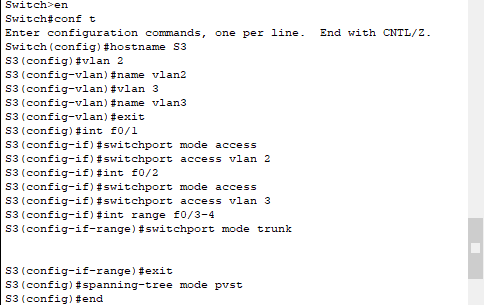 Switch>en
Switch#conf t
Enter configuration commands, one per line.  End with CNTL/Z.
Switch(config)#hostname S3
S3(config)#vlan 2
S3(config-vlan)#name vlan2
S3(config-vlan)#vlan 3
S3(config-vlan)#name vlan3
S3(config-vlan)#exit
S3(config)#int f0/1
S3(config-if)#switchport mode access
S3(config-if)#switchport access vlan 2
S3(config-if)#int f0/2
S3(config-if)#switchport mode access
S3(config-if)#switchport access vlan 3
S3(config-if)#int range f0/3-4
S3(config-if-range)#switchport mode trunk
S3(config-if-range)#exit
S3(config)#spanning-tree mode pvst
S3(config)#end